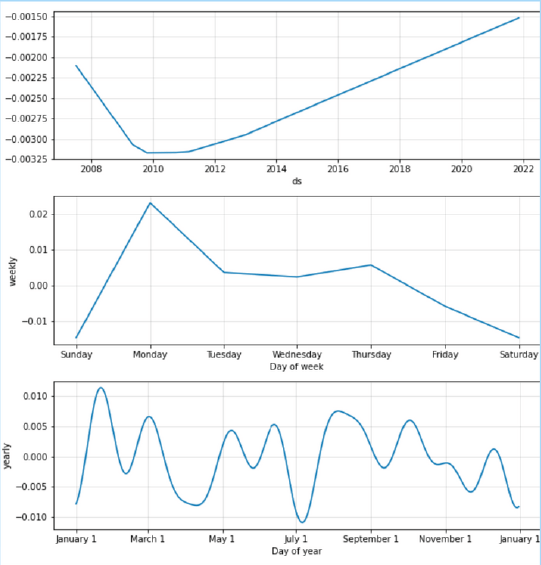 −0.00150
−0.00175
−0.00200
−0.00225
−0.00250
−0.00275
−0.00300
−0.00325
2008 2010 2012 2014 2016 2018 2020 2022
ds
0.02
0.01
0.00
−0.01
weekly
Sunday Monday Tuesday Wednesday Thursday Friday Saturday
Day of week
0.010
0.005
0.000
−0.005
−0.010
yearly
January 1 March 1 May 1 July 1 September 1 November 1 January 1
Day of year